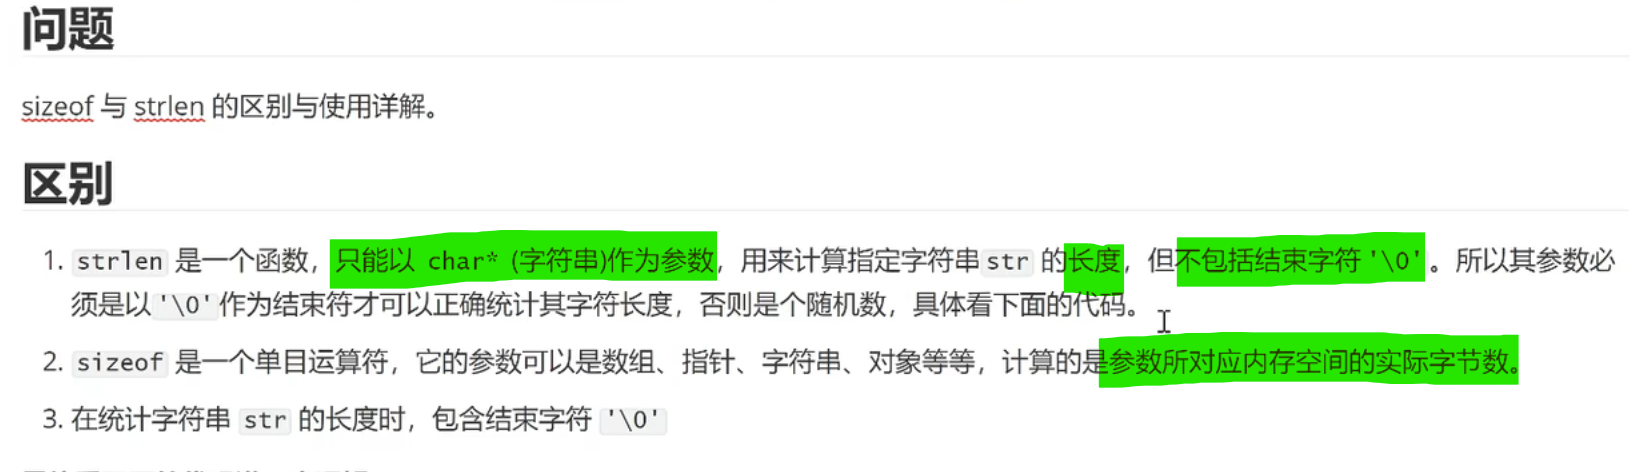 问题
sizeof 与 strlen 的区别与使用详解。
区别
1. strlen 是一个函数，只能以 char* (字符串)作为参数，用来计算指定字符串 str 的长度，但不包括结束字符 '\0' 。所以其参数必
须是以 '\0' 作为结束符才可以正确统计其字符长度，否则是个随机数，具体看下面的代码。
2. sizeof 是一个单目运算符，它的参数可以是数组、指针、字符串、对象等等，计算的是参数所对应内存空间的实际字节数。
3. 在统计字符串 str 的长度时，包含结束字符 '\0'